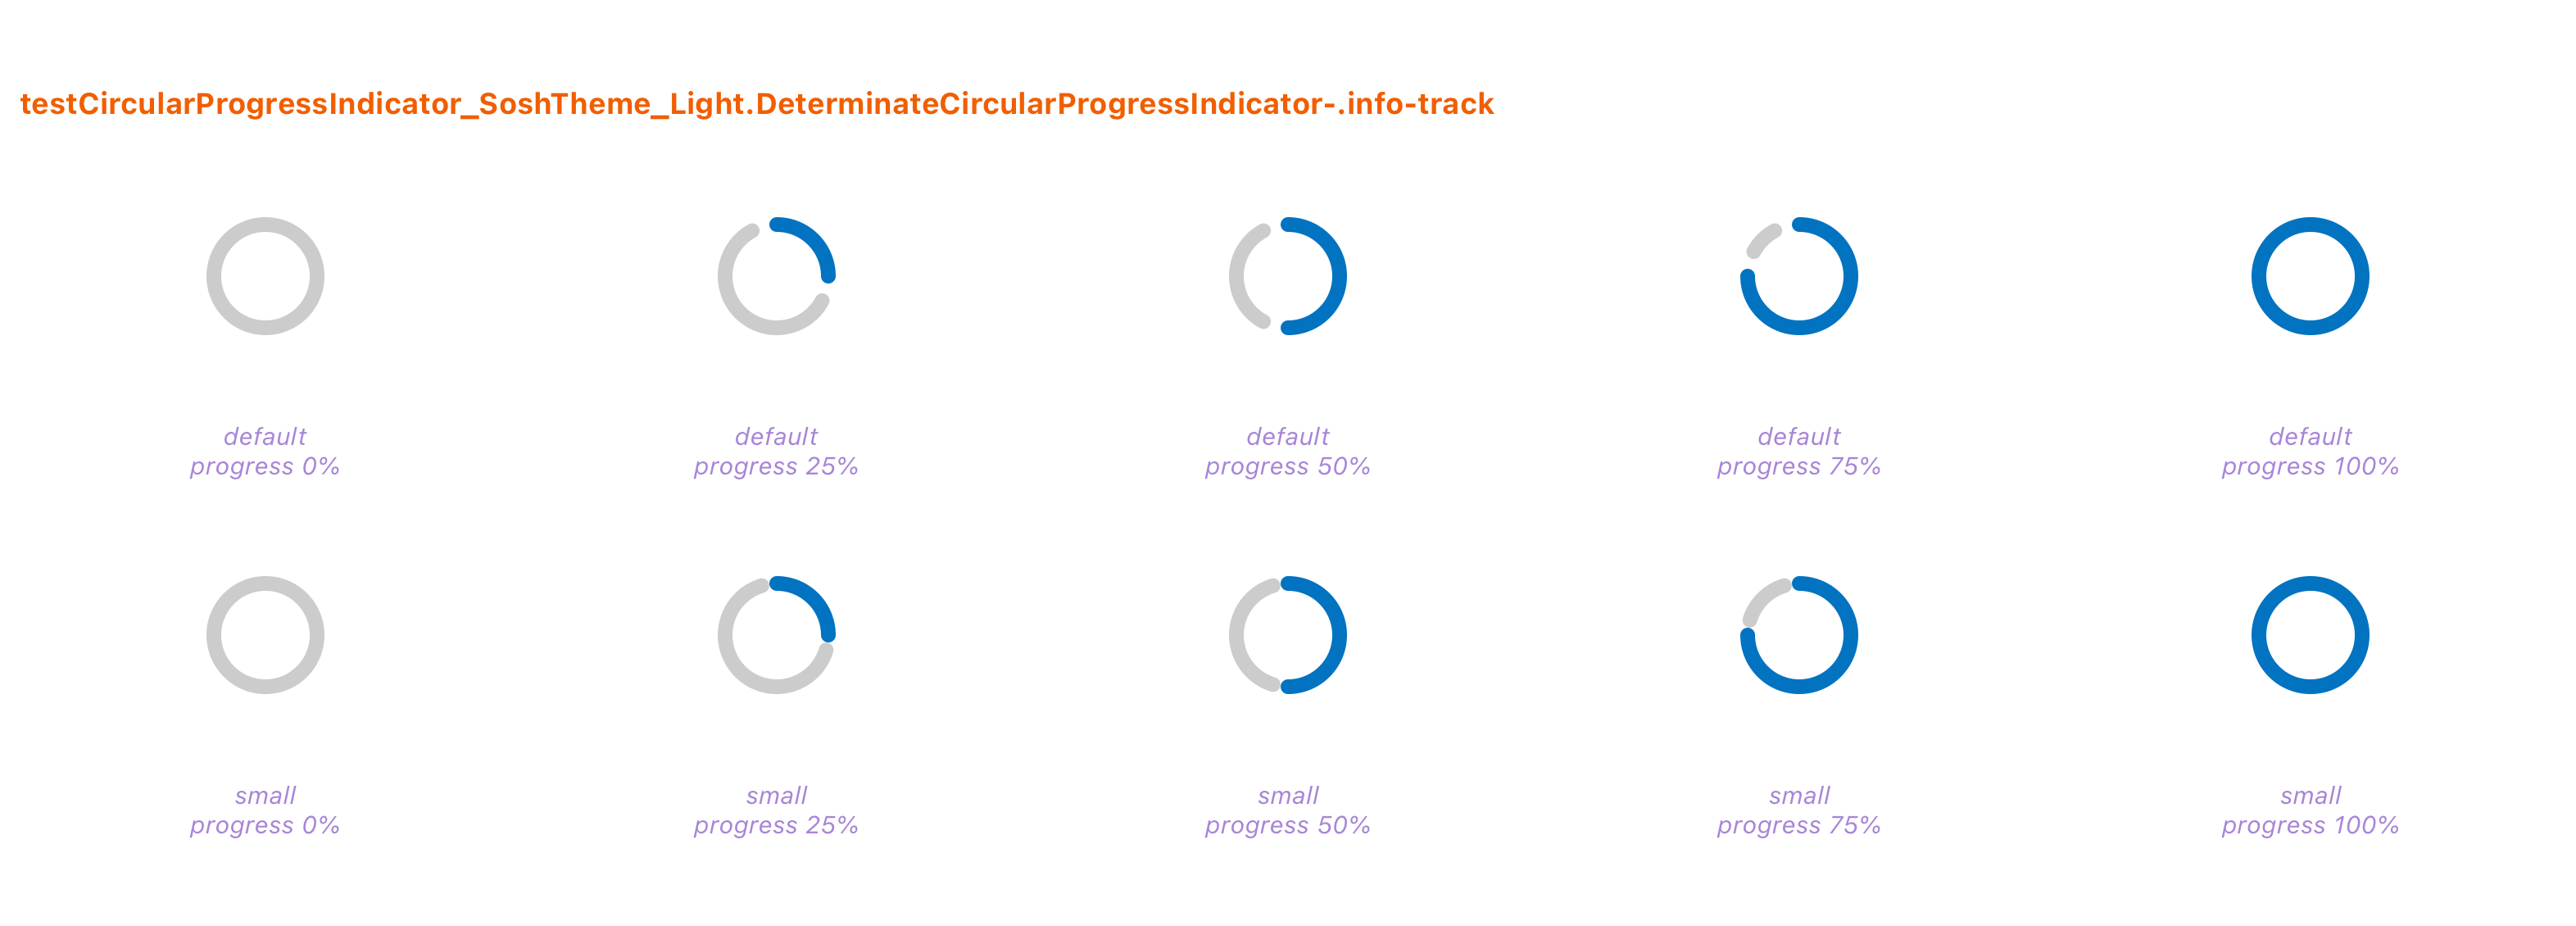 testCircularProgressIndicator_SoshTheme_Light.DeterminateCircularProgressIndicator-.info-track
default
progress 0%
default
progress 25%
default
progress 50%
default
progress 75%
default
progress 100%
small
progress 0%
small
progress 25%
small
progress 50%
small
progress 75%
small
progress 100%